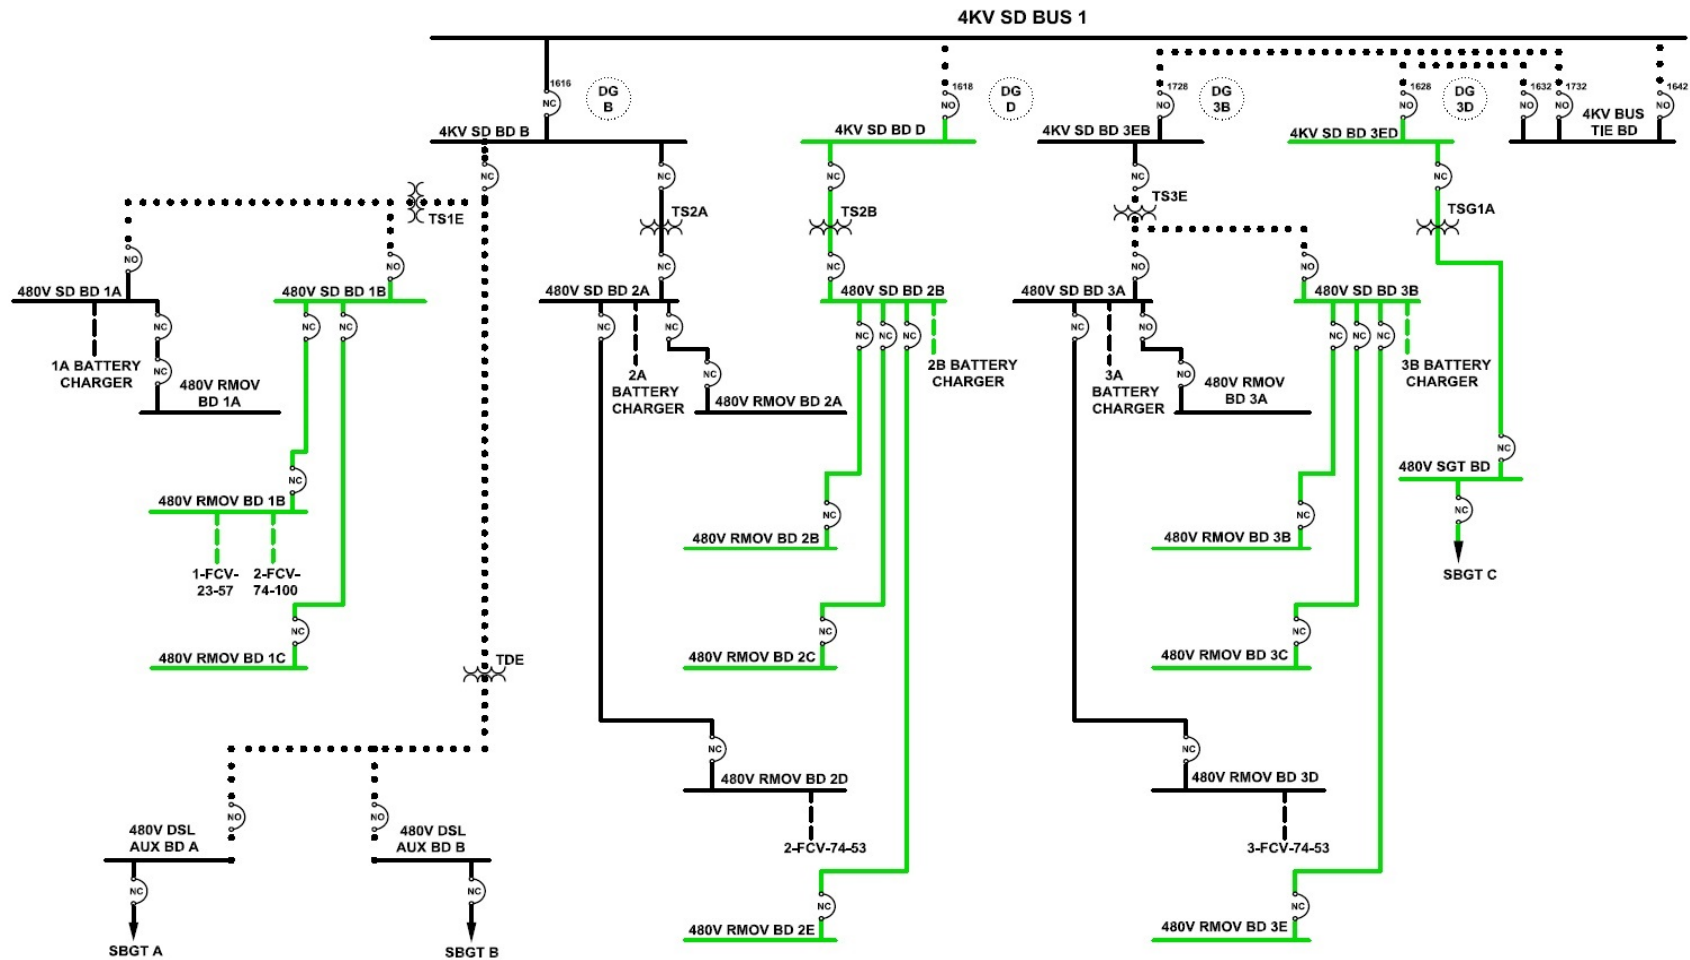 4KV SD BUS 1
1616
NC
DG
B
1618
NO
DG
D
1728
NO
DG
3B
1628
NO
DG
3D
1632
NO
1732
NO
1642
NO
4KV SD BD B
4KV SD BD D
4KV SD BD 3EB
4KV SD BD 3ED
4KV BUS
TIE BD
NC
NC
NC
NC
NC
TS1E
TS2A
TS2B
TS3E
TSG1A
NO
NO
NC
NC
NO
NO
480V SD BD 1A
480V SD BD 1B
480V SD BD 2A
480V SD BD 2B
480V SD BD 3A
480V SD BD 3B
NC
NC
NC
NC
NC
NC
NC
NC
NC
NO
NC
NC
NC
1A BATTERY
CHARGER
NC
2A
BATTERY
CHARGER
NC
2B BATTERY
CHARGER
3A
BATTERY
CHARGER
NO
3B BATTERY
CHARGER
480V RMOV
BD 1A
480V RMOV BD 2A
480V RMOV
BD 3A
NC
480V SGT BD
NC
SBGT C
NC
480V RMOV BD 1B
1-FCV-
23-57
2-FCV-
74-100
NC
480V RMOV BD 2B
NC
480V RMOV BD 3B
NC
480V RMOV BD 1C
NC
480V RMOV BD 2C
NC
480V RMOV BD 3C
TDE
NC
480V RMOV BD 2D
2-FCV-74-53
NC
480V RMOV BD 3D
3-FCV-74-53
NO
480V DSL
AUX BD A
NO
480V DSL
AUX BD B
NC
SBGT A
NC
SBGT B
NC
480V RMOV BD 2E
NC
480V RMOV BD 3E